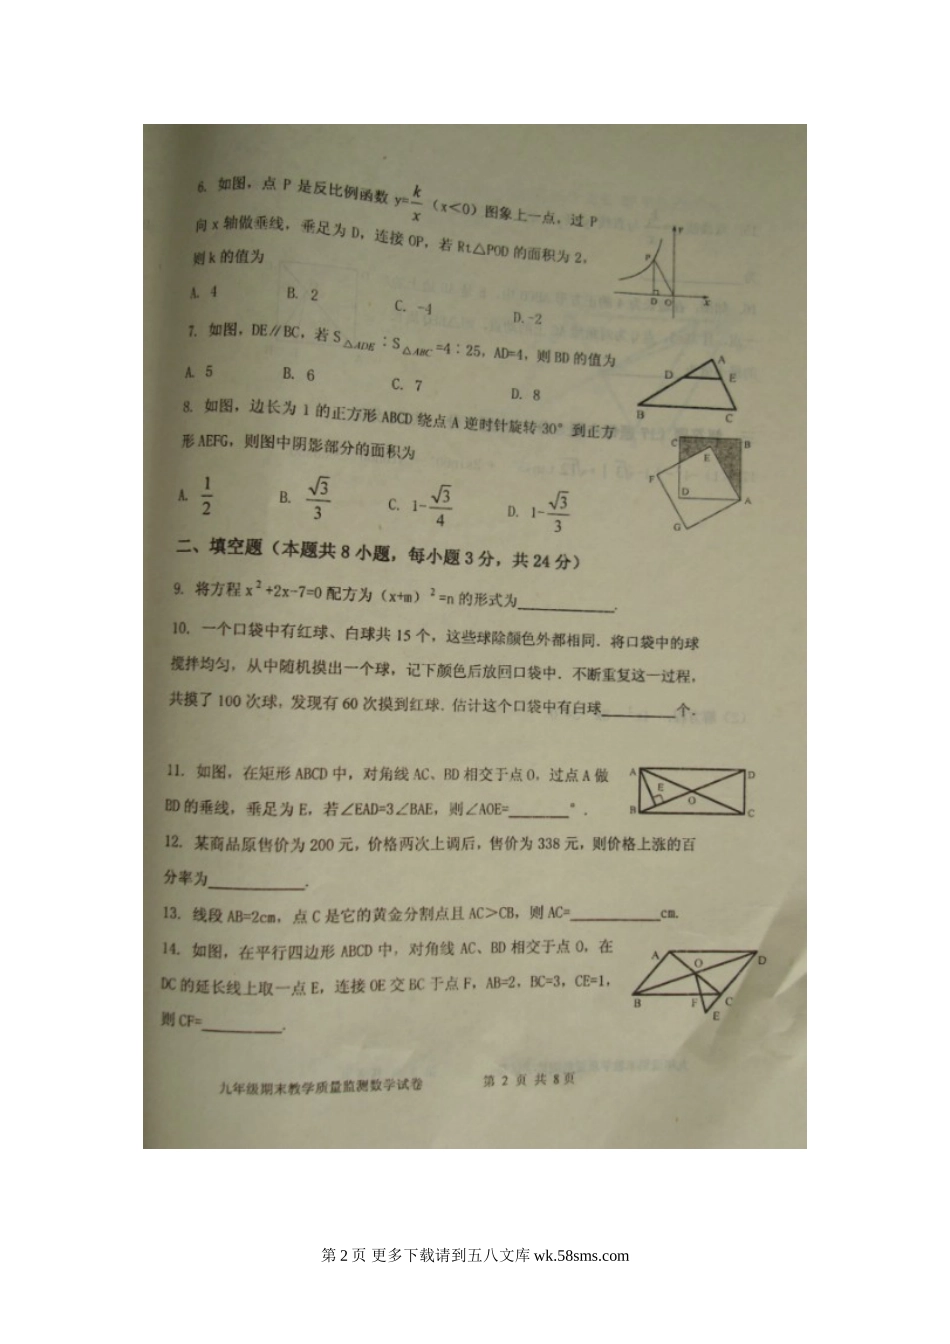 6. 如图，点 P 是反比例函数 y=k/x（x＜0）图象上一点，过 P
向 x 轴做垂线，垂足为 D，连接 OP，若 Rt△POD 的面积为 2，
则 k 的值为
A. 4 B. 2 C. -4 D. -2
P y D O x
7. 如图，DE∥BC，若 S△ADE：S△ABC=4：25，AD=4，则 BD 的值为
A. 5 B. 6 C. 7 D. 8
A D E B C
8. 如图，边长为 1 的正方形 ABCD 绕点 A 逆时针旋转 30° 到正方
形 AEFG，则图中阴影部分的面积为
A. 1/2 B. √3/3 C. 1-√3/4 D. 1-√3/3
C B E F D A G
二、填空题（本题共 8 小题，每小题 3 分，共 24 分）
9. 将方程 x²+2x-7=0 配方为（x+m）²=n 的形式为________.
10. 一个口袋中有红球、白球共 15 个，这些球除颜色外都相同．将口袋中的球
搅拌均匀，从中随机摸出一个球，记下颜色后放回口袋中．不断重复这一过程，
共摸了 100 次球，发现有 60 次摸到红球．估计这个口袋中有白球________个．
11. 如图，在矩形 ABCD 中，对角线 AC、BD 相交于点 O，过点 A 做
BD 的垂线，垂足为 E，若∠EAD=3∠BAE，则∠AOE=______°．
A D E O B C
12. 某商品原售价为 200 元，价格两次上调后，售价为 338 元，则价格上涨的百
分率为________.
13. 线段 AB=2cm，点 C 是它的黄金分割点且 AC＞CB，则 AC=________cm.
14. 如图，在平行四边形 ABCD 中，对角线 AC、BD 相交于点 O，在
DC 的延长线上取一点 E，连接 OE 交 BC 于点 F，AB=2，BC=3，CE=1，
则 CF=________.
A O D B F C E
九年级期末教学质量监测数学试卷 第 2 页 共 8 页
第 2 页 更多下载请到五八文库 wk.58sms.com